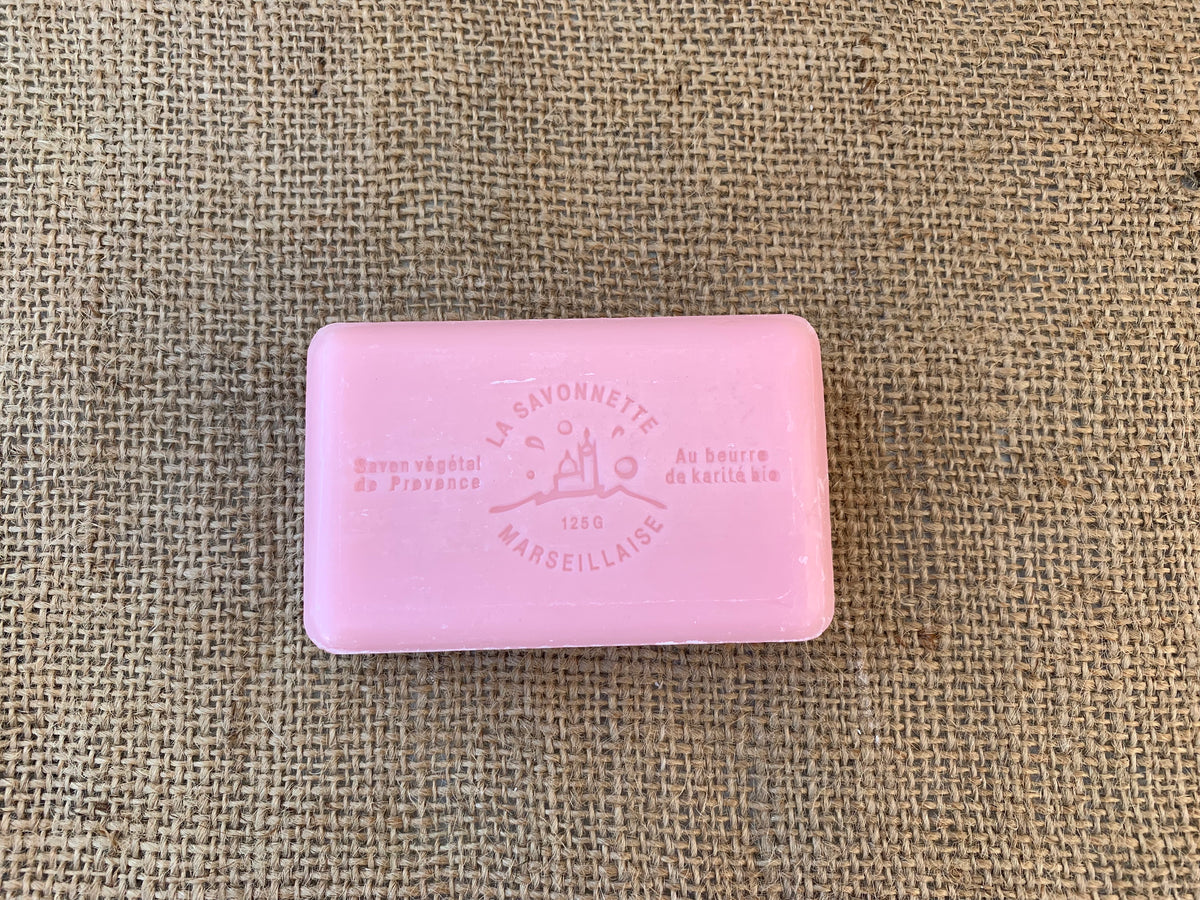 LA SAVONNETTE
Savon végétal
de Provence
Au beurre
de karité bio
125G
MARSEILLAISE